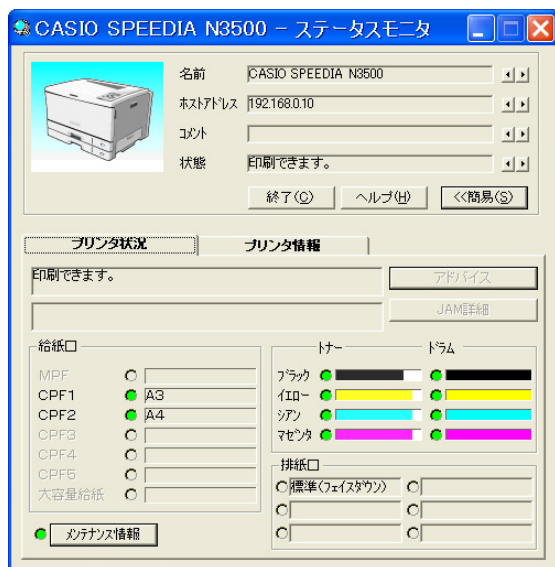 CASIO SPEEDIA N3500 - ステータスモニタ
名前 CASIO SPEEDIA N3500
ホストアドレス 192.168.0.10
コメント
状態 印刷できます。
終了(C) ヘルプ(H) <<簡易(S)
プリンタ状況 プリンタ情報
印刷できます。 アドバイス
JAM詳細
給紙口 トナー ドラム
MPF ブラック
CPF1 A3 イエロー
CPF2 A4 シアン
CPF3 マゼンタ
CPF4
CPF5 排紙口
大容量給紙 標準(フェイスダウン)
メンテナンス情報